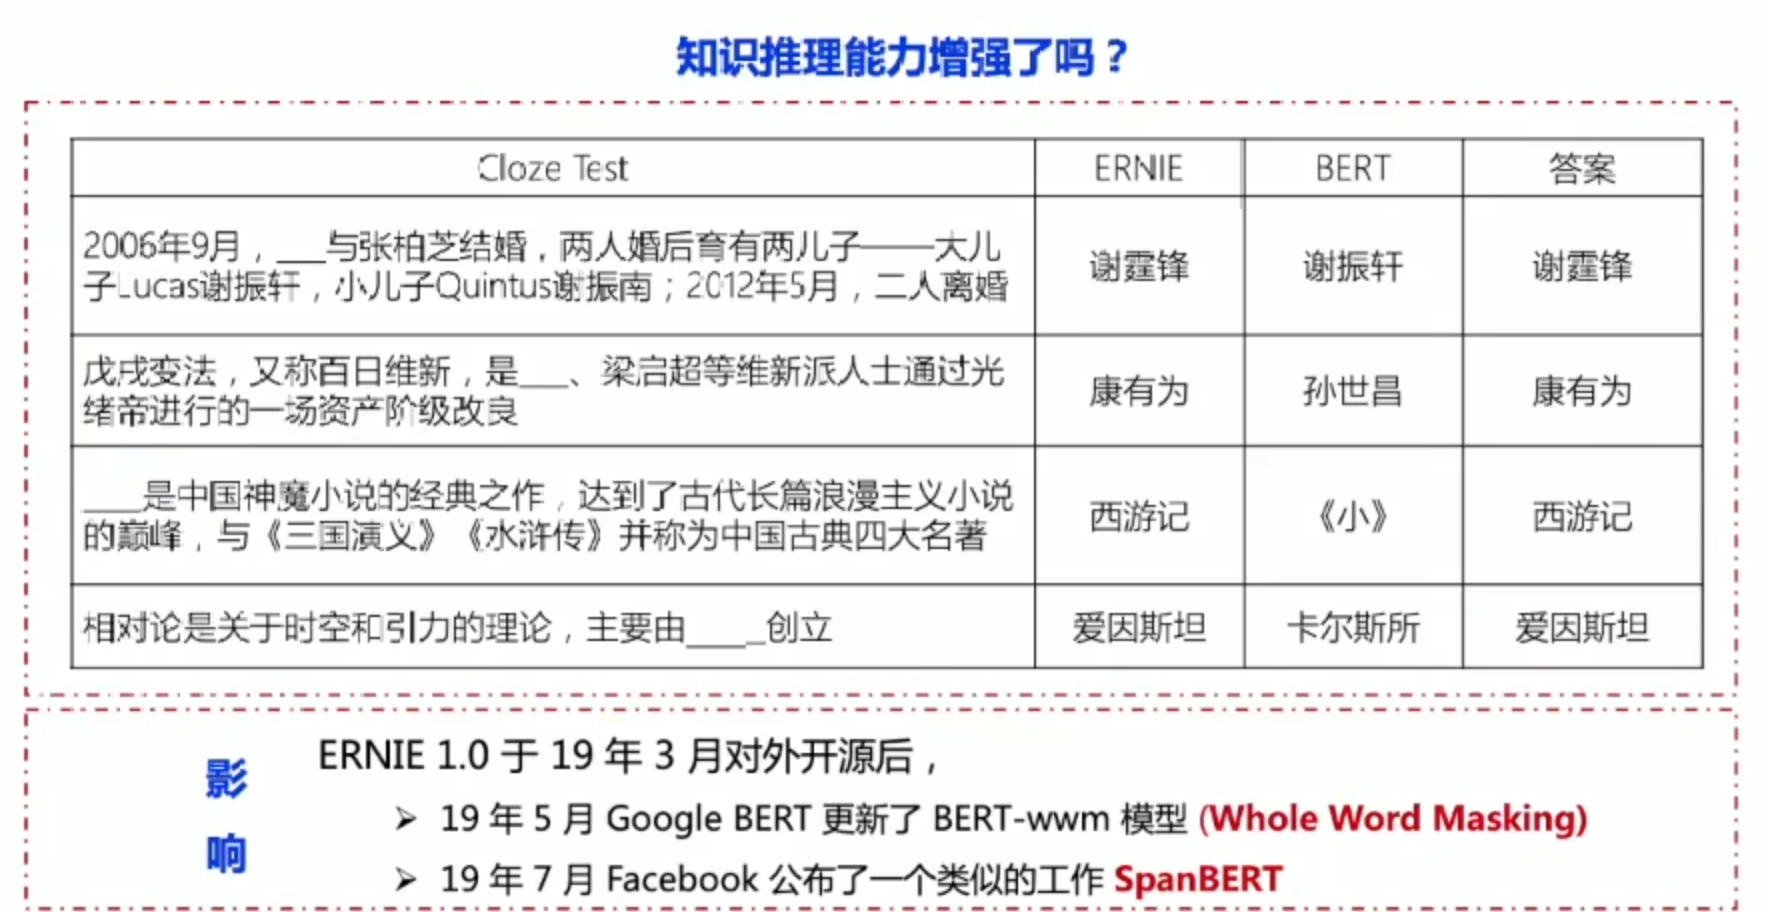 知识推理能力增强了吗？
Cloze Test ERNIE BERT 答案
2006年9月，___与张柏芝结婚，两人婚后育有两儿子——大儿
子Lucas谢振轩，小儿子Quintus谢振南；2012年5月，二人离婚
谢霆锋 谢振轩 谢霆锋
戊戌变法，又称百日维新，是___、梁启超等维新派人士通过光
绪帝进行的一场资产阶级改良
康有为 孙世昌 康有为
____是中国神魔小说的经典之作，达到了古代长篇浪漫主义小说
的巅峰，与《三国演义》《水浒传》并称为中国古典四大名著
西游记 《小》 西游记
相对论是关于时空和引力的理论，主要由_____创立
爱因斯坦 卡尔斯所 爱因斯坦
影响
ERNIE 1.0 于 19 年 3 月对外开源后，
➢ 19 年 5 月 Google BERT 更新了 BERT-wwm 模型 (Whole Word Masking)
➢ 19 年 7 月 Facebook 公布了一个类似的工作 SpanBERT